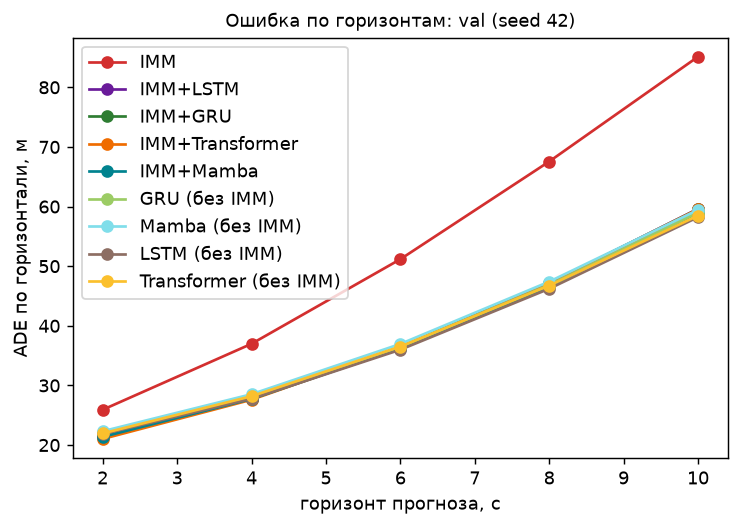 Ошибка по горизонтам: val (seed 42)
IMM
IMM+LSTM
IMM+GRU
IMM+Transformer
IMM+Mamba
GRU (без IMM)
Mamba (без IMM)
LSTM (без IMM)
Transformer (без IMM)
ADE по горизонтали, м
80
70
60
50
40
30
20
2 3 4 5 6 7 8 9 10
горизонт прогноза, с